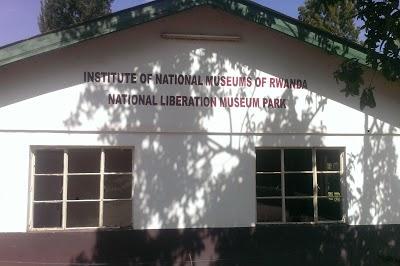 INSTITUTE OF NATIONAL MUSEUMS OF RWANDA
NATIONAL LIBERATION MUSEUM PARK